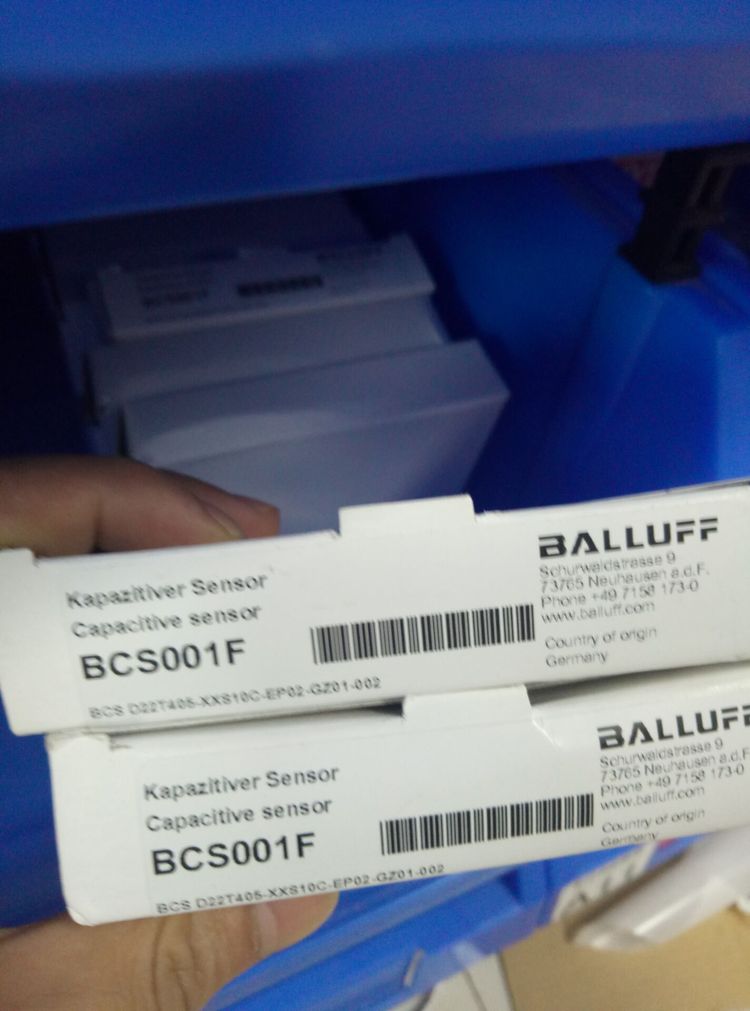 Kapazitiver Sensor
Capacitive sensor
BCS001F
BCS D22T405-XXS10C-EP02-GZ01-002
BALLUFF
Schurwaldstrasse 9
73765 Neuhausen a.d.F.
Phone +49 7158 173-0
www.balluff.com
Country of origin
Germany
Kapazitiver Sensor
Capacitive sensor
BCS001F
BCS D22T405-XXS10C-EP02-GZ01-002
BALLUFF
Schurwaldstrasse 9
73765 Neuhausen a.d.F.
Phone +49 7158 173-0
www.balluff.com
Country of origin
Germany